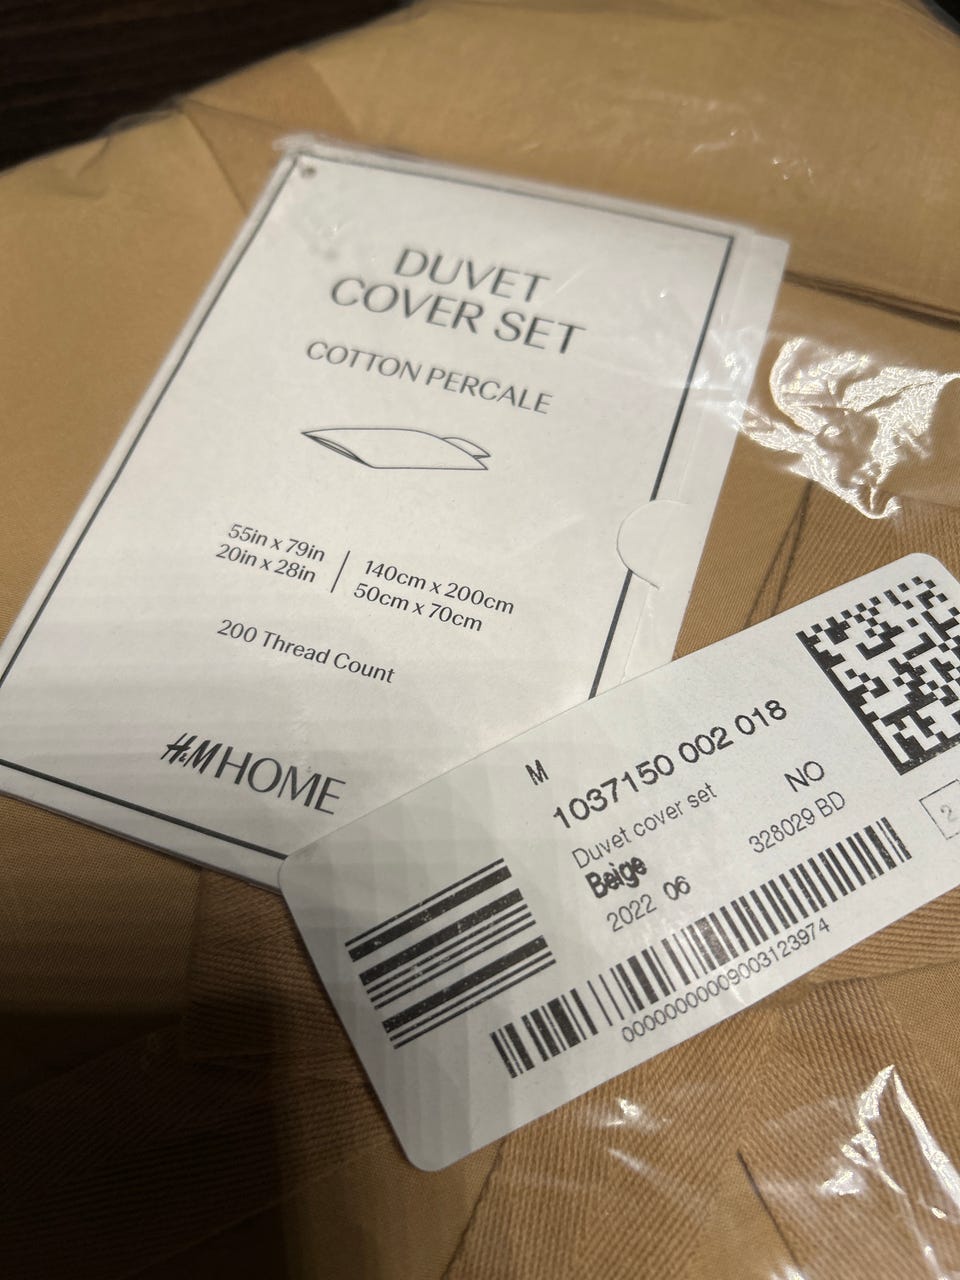 DUVET
COVER SET
COTTON PERCALE
55in x 79in
20in x 28in
140cm x 200cm
50cm x 70cm
200 Thread Count
H&M HOME
M
1037150 002 018
Duvet cover set
NO
Beige
328029 BD
2022 06
2
0000000009003123974